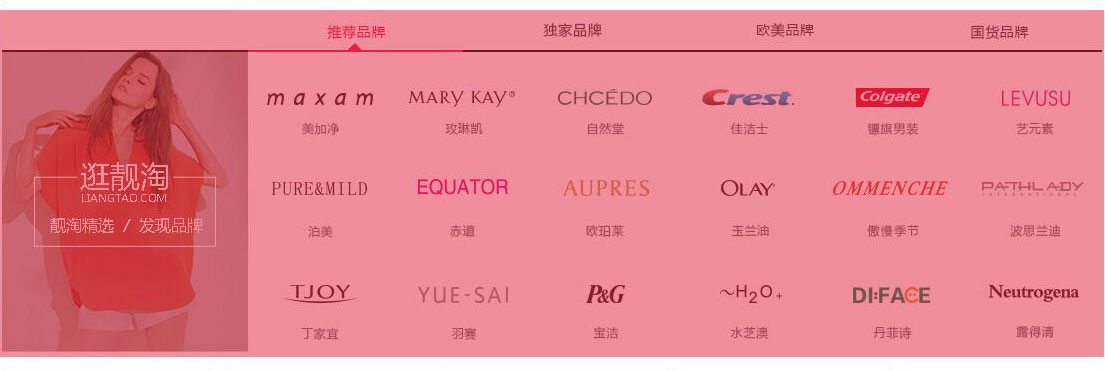 推荐品牌
独家品牌
欧美品牌
国货品牌
逛靓淘
LIANGTAO.COM
靓淘精选 / 发现品牌
maxam
MARY KAY®
CHCÉDO
Crest.
Colgate
LEVUSU
美加净
玫琳凯
自然堂
佳洁士
镖旗男装
艺元素
PURE&MILD
EQUATOR
AUPRES
OLAY
OMMENCHE
PATHLADY
INTERNATIONAL
泊美
赤道
欧珀莱
玉兰油
傲慢季节
波思兰迪
TJOY
YUE-SAI
P&G
~H2O+
DI:FACE
Neutrogena
丁家宜
羽赛
宝洁
水芝澳
丹菲诗
露得清